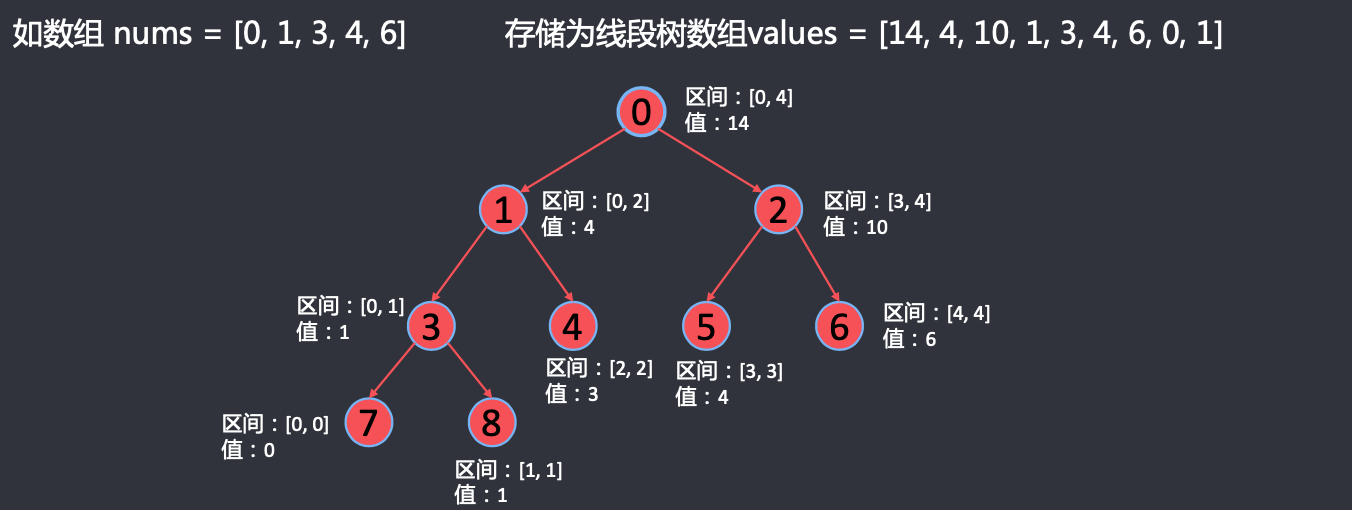 如数组 nums = [0, 1, 3, 4, 6]
存储为线段树数组values = [14, 4, 10, 1, 3, 4, 6, 0, 1]
0
区间：[0, 4]
值：14
1
区间：[0, 2]
值：4
2
区间：[3, 4]
值：10
区间：[0, 1]
值：1
3
4
区间：[2, 2]
值：3
5
区间：[3, 3]
值：4
6
区间：[4, 4]
值：6
区间：[0, 0]
值：0
7
8
区间：[1, 1]
值：1